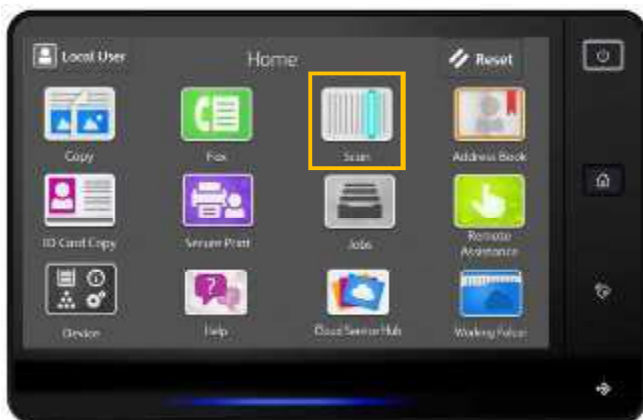 Local User
Home
Reset
Copy
Fax
Scan
Address Book
ID Card Copy
Secure Print
Jobs
Remote
Assistance
Device
Help
Cloud Service Hub
Working Folder